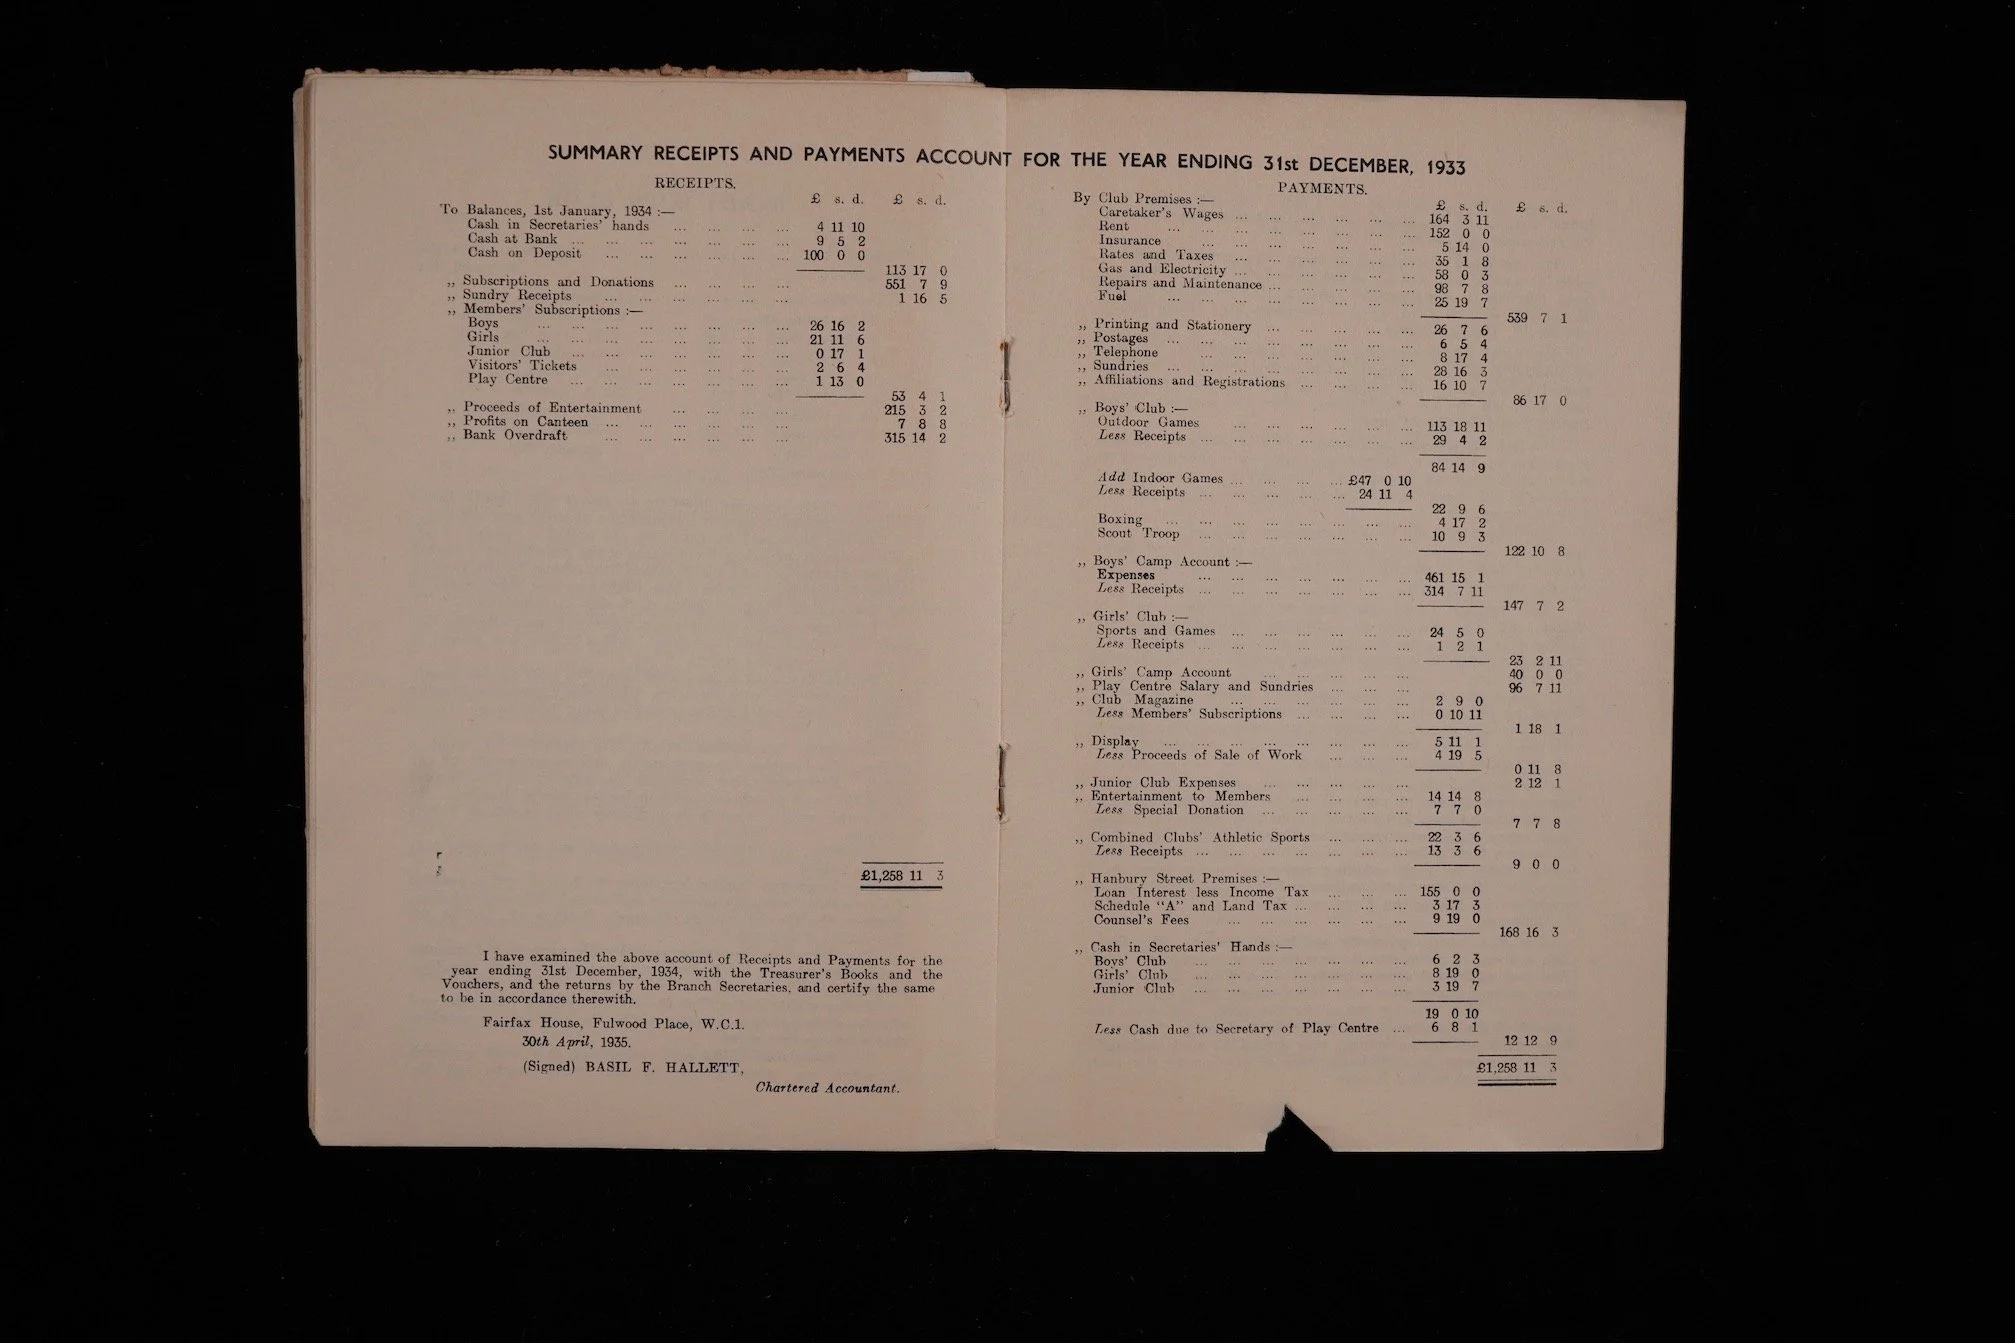 SUMMARY RECEIPTS AND PAYMENTS ACCOUNT FOR THE YEAR ENDING 31st DECEMBER, 1933
RECEIPTS.
£ s. d. £ s. d.
To Balances, 1st January, 1934 :—
Cash in Secretaries' hands ... ... ... ... 4 11 10
Cash at Bank ... ... ... ... ... ... ... 9 5 2
Cash on Deposit ... ... ... ... ... ... 100 0 0
113 17 0
,, Subscriptions and Donations ... ... ... ... 551 7 9
,, Sundry Receipts ... ... ... ... ... ... 1 16 5
,, Members' Subscriptions :—
Boys ... ... ... ... ... ... ... ... 26 16 2
Girls ... ... ... ... ... ... ... ... 21 11 6
Junior Club ... ... ... ... ... ... ... 0 17 1
Visitors' Tickets ... ... ... ... ... ... 2 6 4
Play Centre ... ... ... ... ... ... ... 1 13 0
53 4 1
,, Proceeds of Entertainment ... ... ... ... 215 3 2
,, Profits on Canteen ... ... ... ... ... ... 7 8 8
,, Bank Overdraft ... ... ... ... ... ... 315 14 2
£1,258 11 3
I have examined the above account of Receipts and Payments for the
year ending 31st December, 1934, with the Treasurer's Books and the
Vouchers, and the returns by the Branch Secretaries, and certify the same
to be in accordance therewith.
Fairfax House, Fulwood Place, W.C.1.
30th April, 1935.
(Signed) BASIL F. HALLETT,
Chartered Accountant.
PAYMENTS.
£ s. d. £ s. d.
By Club Premises :—
Caretaker's Wages ... ... ... ... ... ... 164 3 11
Rent ... ... ... ... ... ... ... ... 152 0 0
Insurance ... ... ... ... ... ... ... 5 14 0
Rates and Taxes ... ... ... ... ... ... 35 1 8
Gas and Electricity ... ... ... ... ... ... 58 0 3
Repairs and Maintenance ... ... ... ... ... 98 7 8
Fuel ... ... ... ... ... ... ... ... 25 19 7
539 7 1
,, Printing and Stationery ... ... ... ... ... 26 7 6
,, Postages ... ... ... ... ... ... ... ... 6 5 4
,, Telephone ... ... ... ... ... ... ... 8 17 4
,, Sundries ... ... ... ... ... ... ... ... 28 16 3
,, Affiliations and Registrations ... ... ... ... 16 10 7
86 17 0
,, Boys' Club :—
Outdoor Games ... ... ... ... ... ... 113 18 11
Less Receipts ... ... ... ... ... ... ... 29 4 2
84 14 9
Add Indoor Games ... ... ... ... ... £47 0 10
Less Receipts ... ... ... ... ... 24 11 4
22 9 6
Boxing ... ... ... ... ... ... ... ... 4 17 2
Scout Troop ... ... ... ... ... ... ... 10 9 3
122 10 8
,, Boys' Camp Account :—
Expenses ... ... ... ... ... ... ... 461 15 1
Less Receipts ... ... ... ... ... ... ... 314 7 11
147 7 2
,, Girls' Club :—
Sports and Games ... ... ... ... ... ... 24 5 0
Less Receipts ... ... ... ... ... ... ... 1 2 1
23 2 11
,, Girls' Camp Account ... ... ... ... ... 40 0 0
,, Play Centre Salary and Sundries ... ... ... 96 7 11
,, Club Magazine ... ... ... ... ... ... 2 9 0
Less Members' Subscriptions ... ... ... ... 0 10 11
1 18 1
,, Display ... ... ... ... ... ... ... ... 5 11 1
Less Proceeds of Sale of Work ... ... ... 4 19 5
0 11 8
,, Junior Club Expenses ... ... ... ... ... 2 12 1
,, Entertainment to Members ... ... ... ... 14 14 8
Less Special Donation ... ... ... ... ... 7 7 0
7 7 8
,, Combined Clubs' Athletic Sports ... ... ... 22 3 6
Less Receipts ... ... ... ... ... ... ... 13 3 6
9 0 0
,, Hanbury Street Premises :—
Loan Interest less Income Tax ... ... ... 155 0 0
Schedule "A" and Land Tax ... ... ... ... 3 17 3
Counsel's Fees ... ... ... ... ... ... 9 19 0
168 16 3
,, Cash in Secretaries' Hands :—
Boys' Club ... ... ... ... ... ... ... 6 2 3
Girls' Club ... ... ... ... ... ... ... 8 19 0
Junior Club ... ... ... ... ... ... ... 3 19 7
19 0 10
Less Cash due to Secretary of Play Centre ... 6 8 1
12 12 9
£1,258 11 3